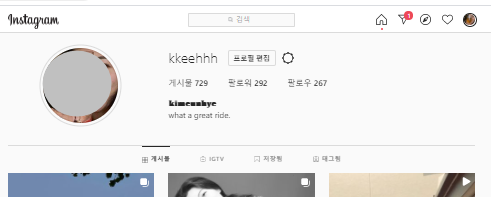 Instagram
검색
1
kkeehhh
프로필 편집
게시물 729 팔로워 292 팔로우 267
kimeunhye
what a great ride.
게시물 IGTV 저장됨 태그됨